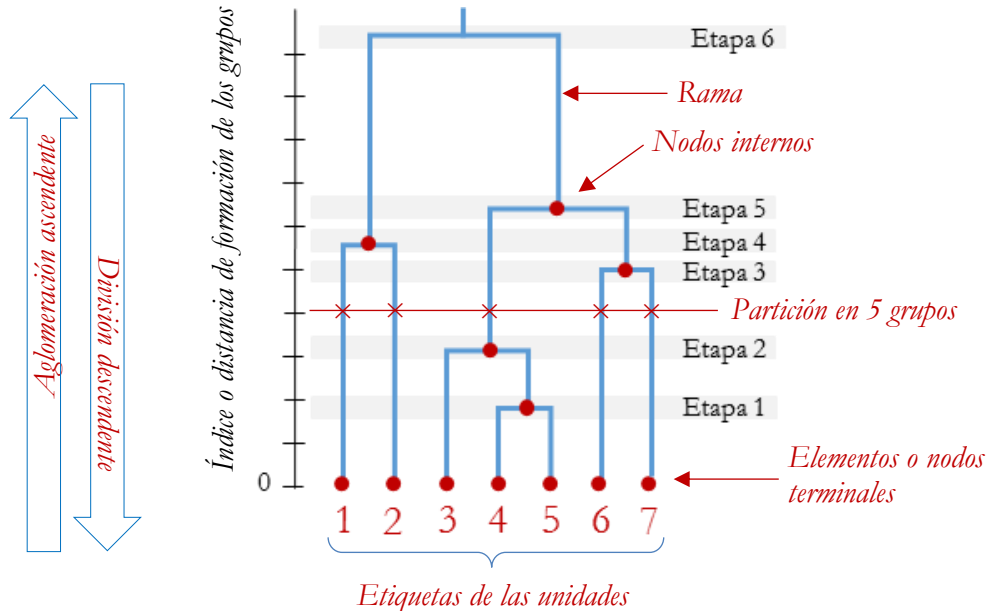 Aglomeración ascendente
División descendente
Índice o distancia de formación de los grupos
Etapa 6
Rama
Nodos internos
Etapa 5
Etapa 4
Etapa 3
Partición en 5 grupos
Etapa 2
Etapa 1
Elementos o nodos
terminales
0
1 2 3 4 5 6 7
Etiquetas de las unidades